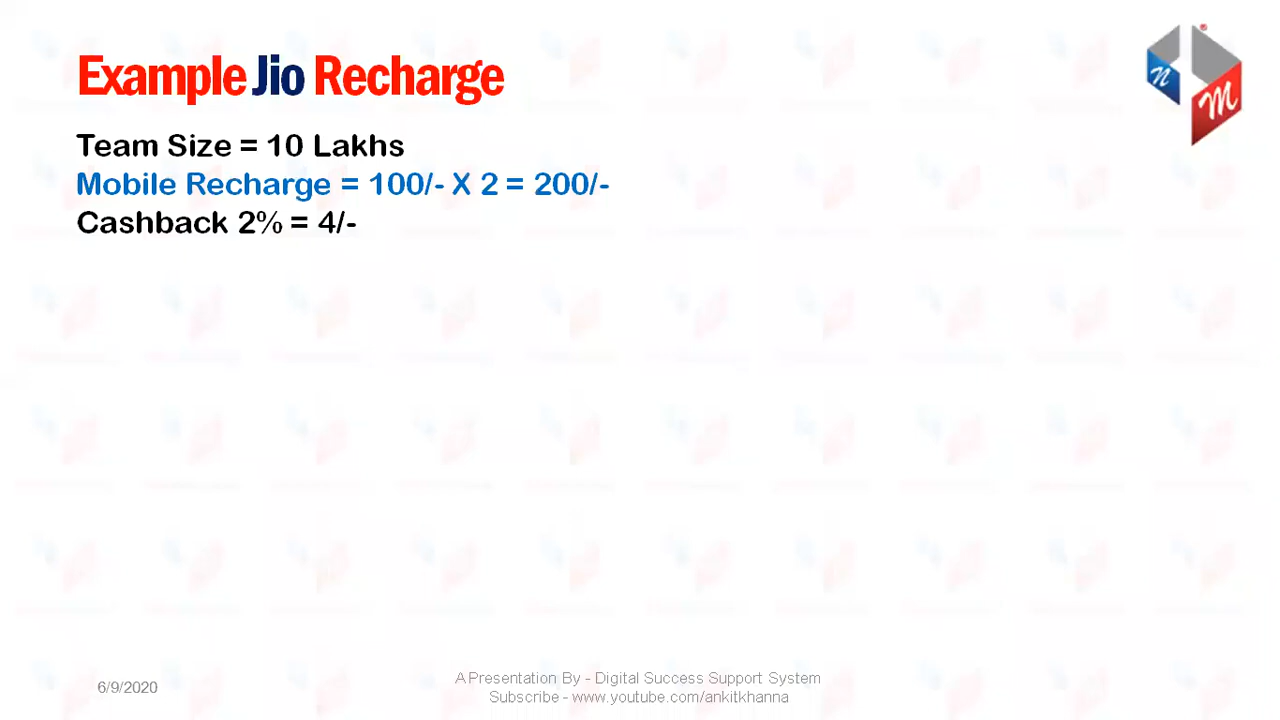 Example Jio Recharge
Team Size = 10 Lakhs
Mobile Recharge = 100/- X 2 = 200/-
Cashback 2% = 4/-
n M
6/9/2020
A Presentation By - Digital Success Support System
Subscribe - www.youtube.com/ankitkhanna